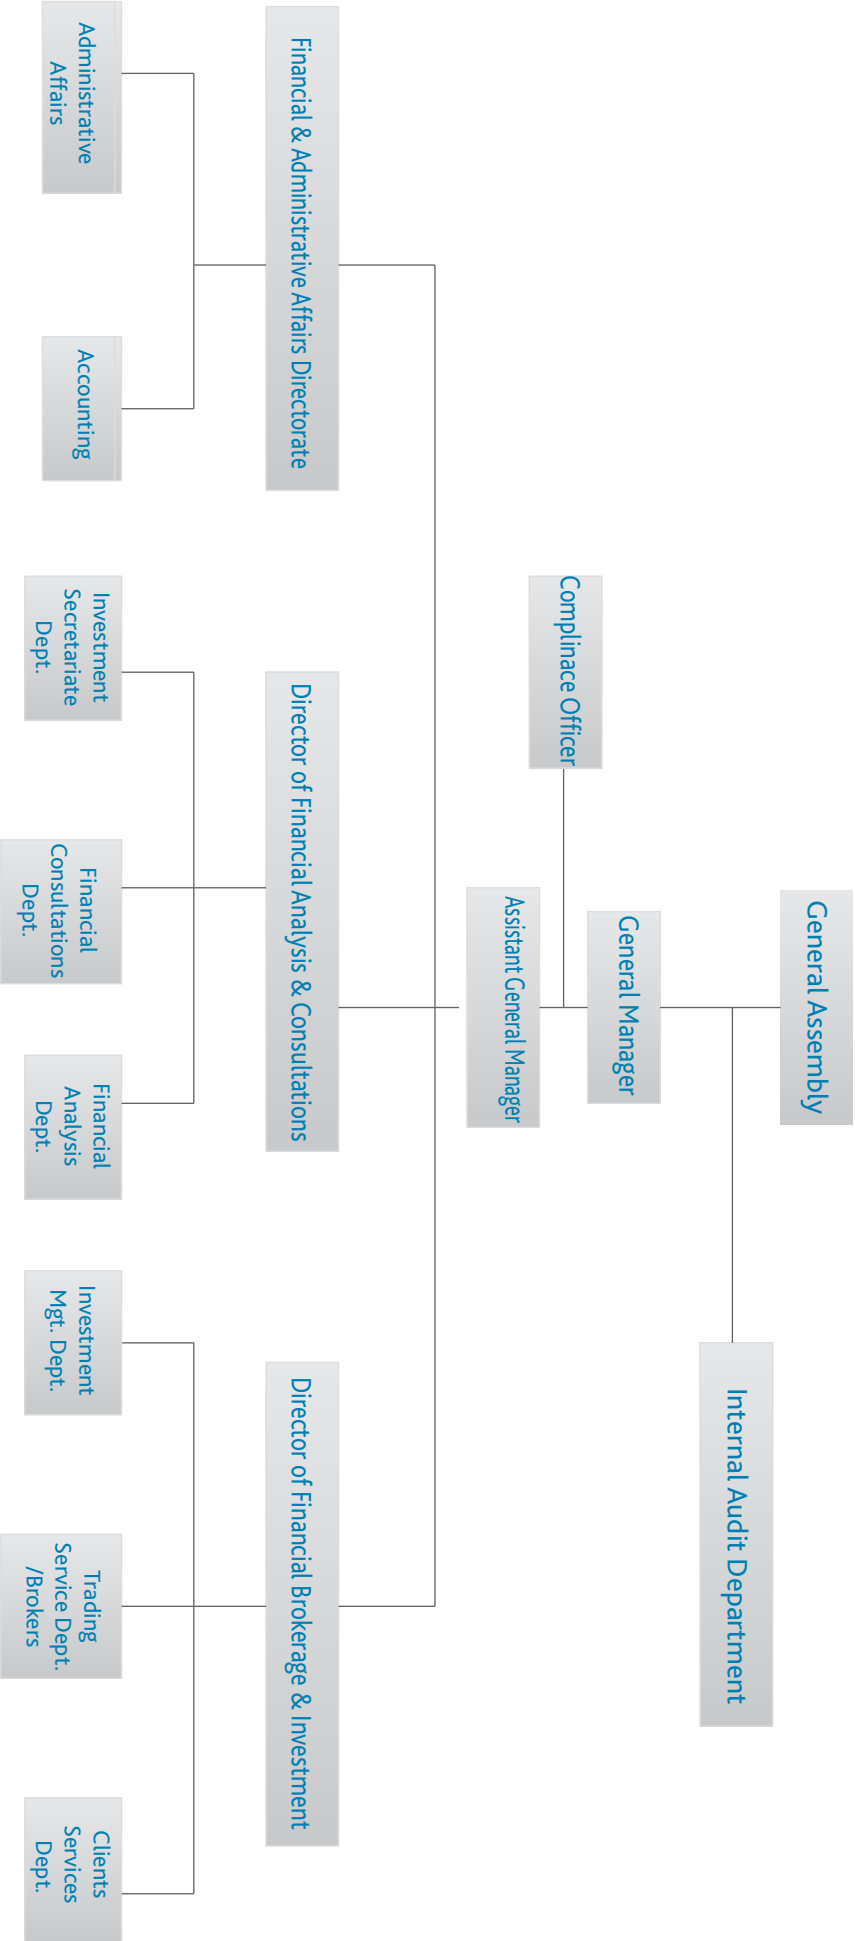 General Assembly
Internal Audit Department
General Manager
Complinace Officer
Assistant General Manager
Financial & Administrative Affairs Directorate
Director of Financial Analysis & Consultations
Director of Financial Brokerage & Investment
Administrative
Affairs
Accounting
Investment
Secretariate
Dept.
Financial
Consultations
Dept.
Financial
Analysis
Dept.
Investment
Mgt. Dept.
Trading
Service Dept.
/Brokers
Clients
Services
Dept.